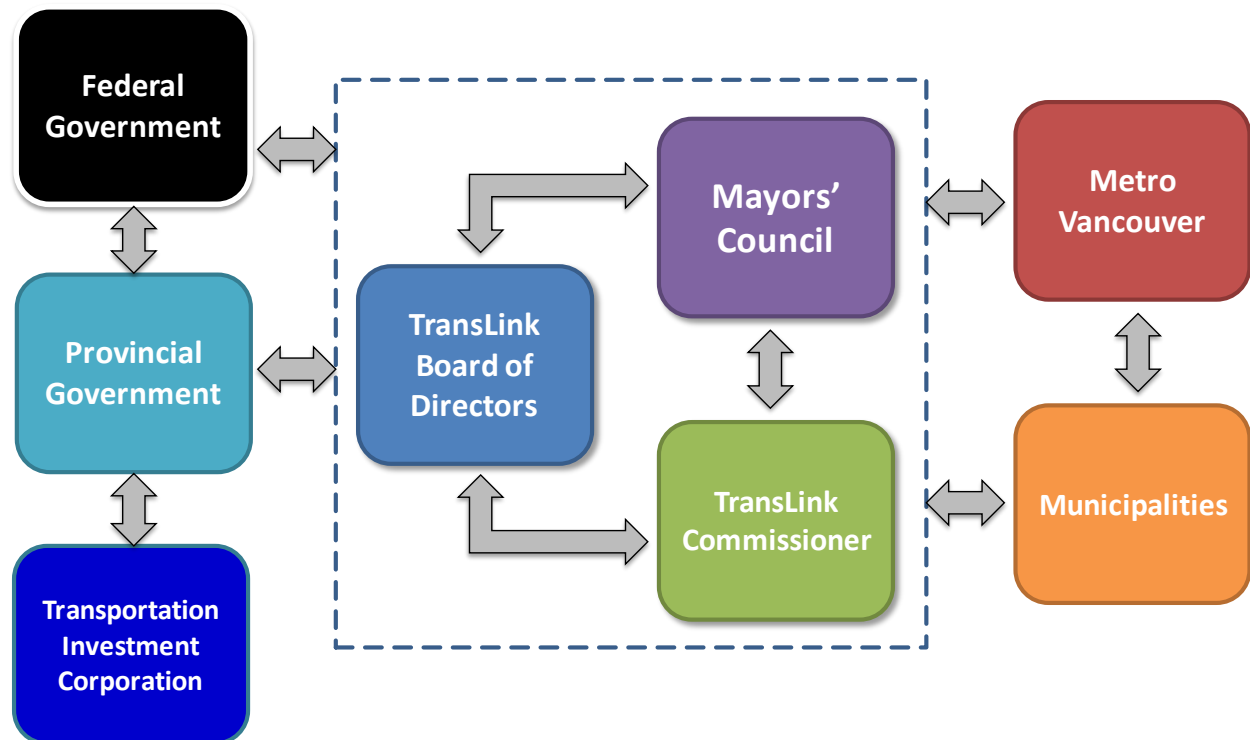 Federal
Government
Provincial
Government
Transportation
Investment
Corporation
TransLink
Board of
Directors
Mayors’
Council
TransLink
Commissioner
Metro
Vancouver
Municipalities